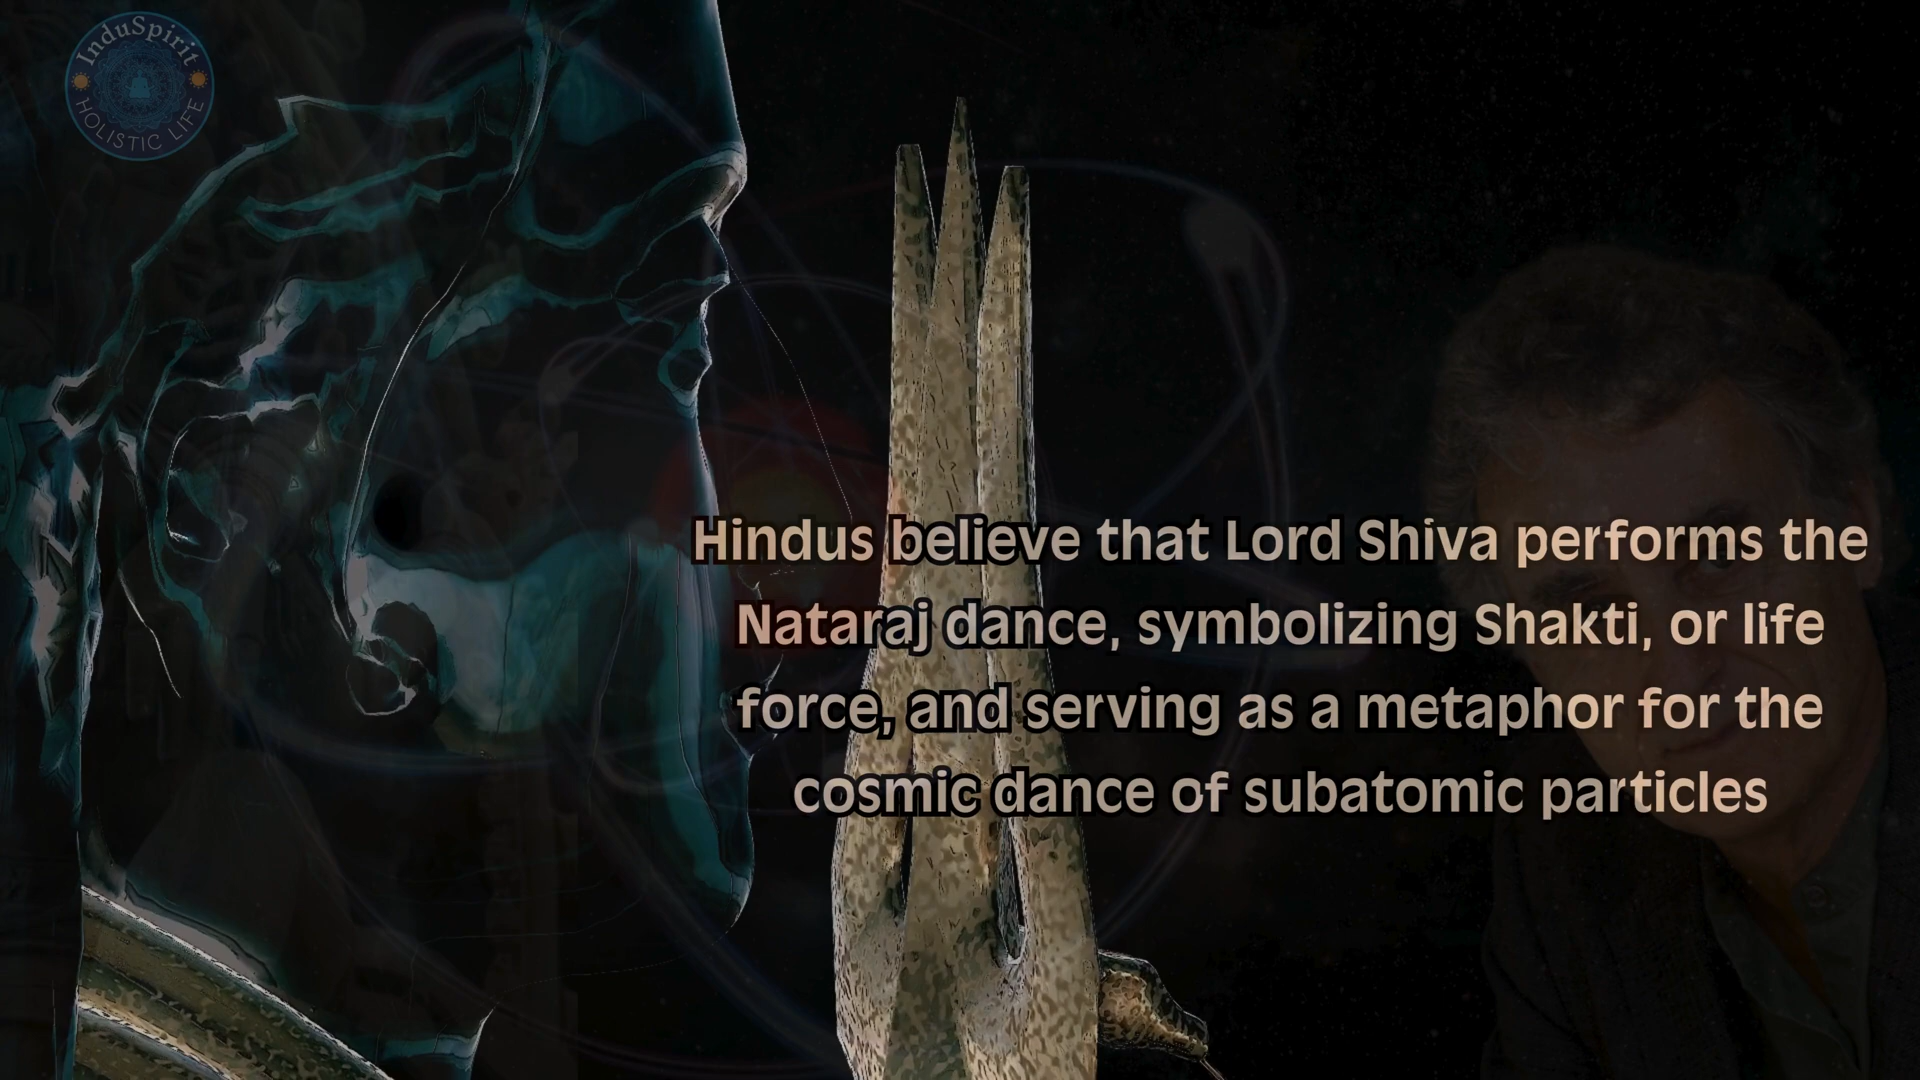 InduSpirit
HOLISTIC LIFE
Hindus believe that Lord Shiva performs the
Nataraj dance, symbolizing Shakti, or life
force, and serving as a metaphor for the
cosmic dance of subatomic particles